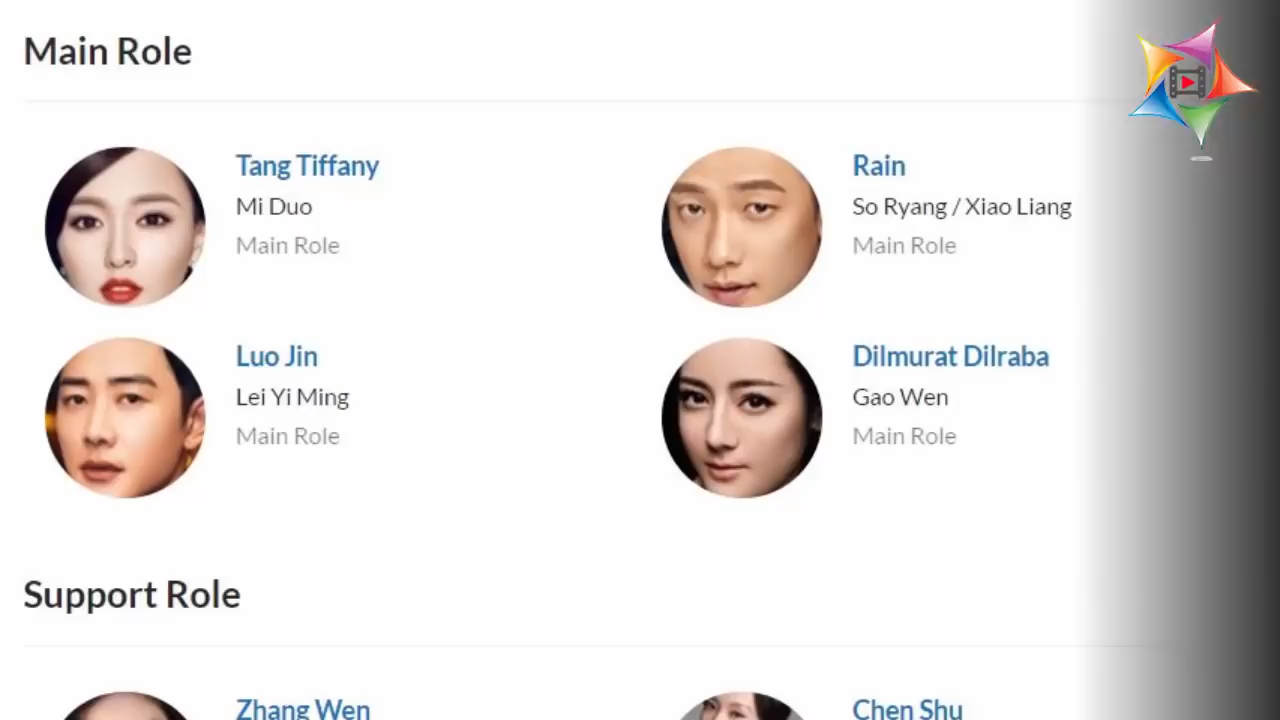 Main Role
Tang Tiffany
Mi Duo
Main Role
Rain
So Ryang / Xiao Liang
Main Role
Luo Jin
Lei Yi Ming
Main Role
Dilmurat Dilraba
Gao Wen
Main Role
Support Role
Zhang Wen
Chen Shu